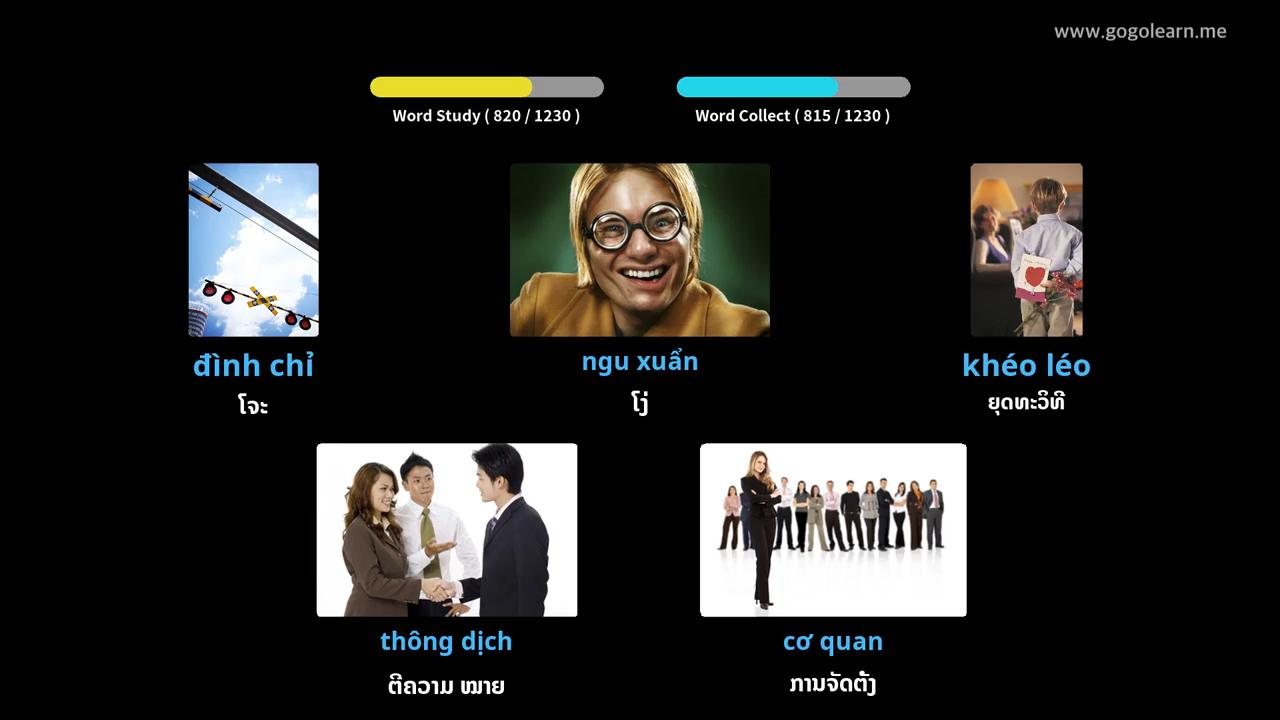 www.gogolearn.me
Word Study ( 820 / 1230 )
Word Collect ( 815 / 1230 )
đình chỉ
ໂຈະ
ngu xuẩn
ໂງ່
khéo léo
ຍຸດທະວິທີ
thông dịch
ຕີຄວາມ ໝາຍ
cơ quan
ການຈັດຕັ້ງ